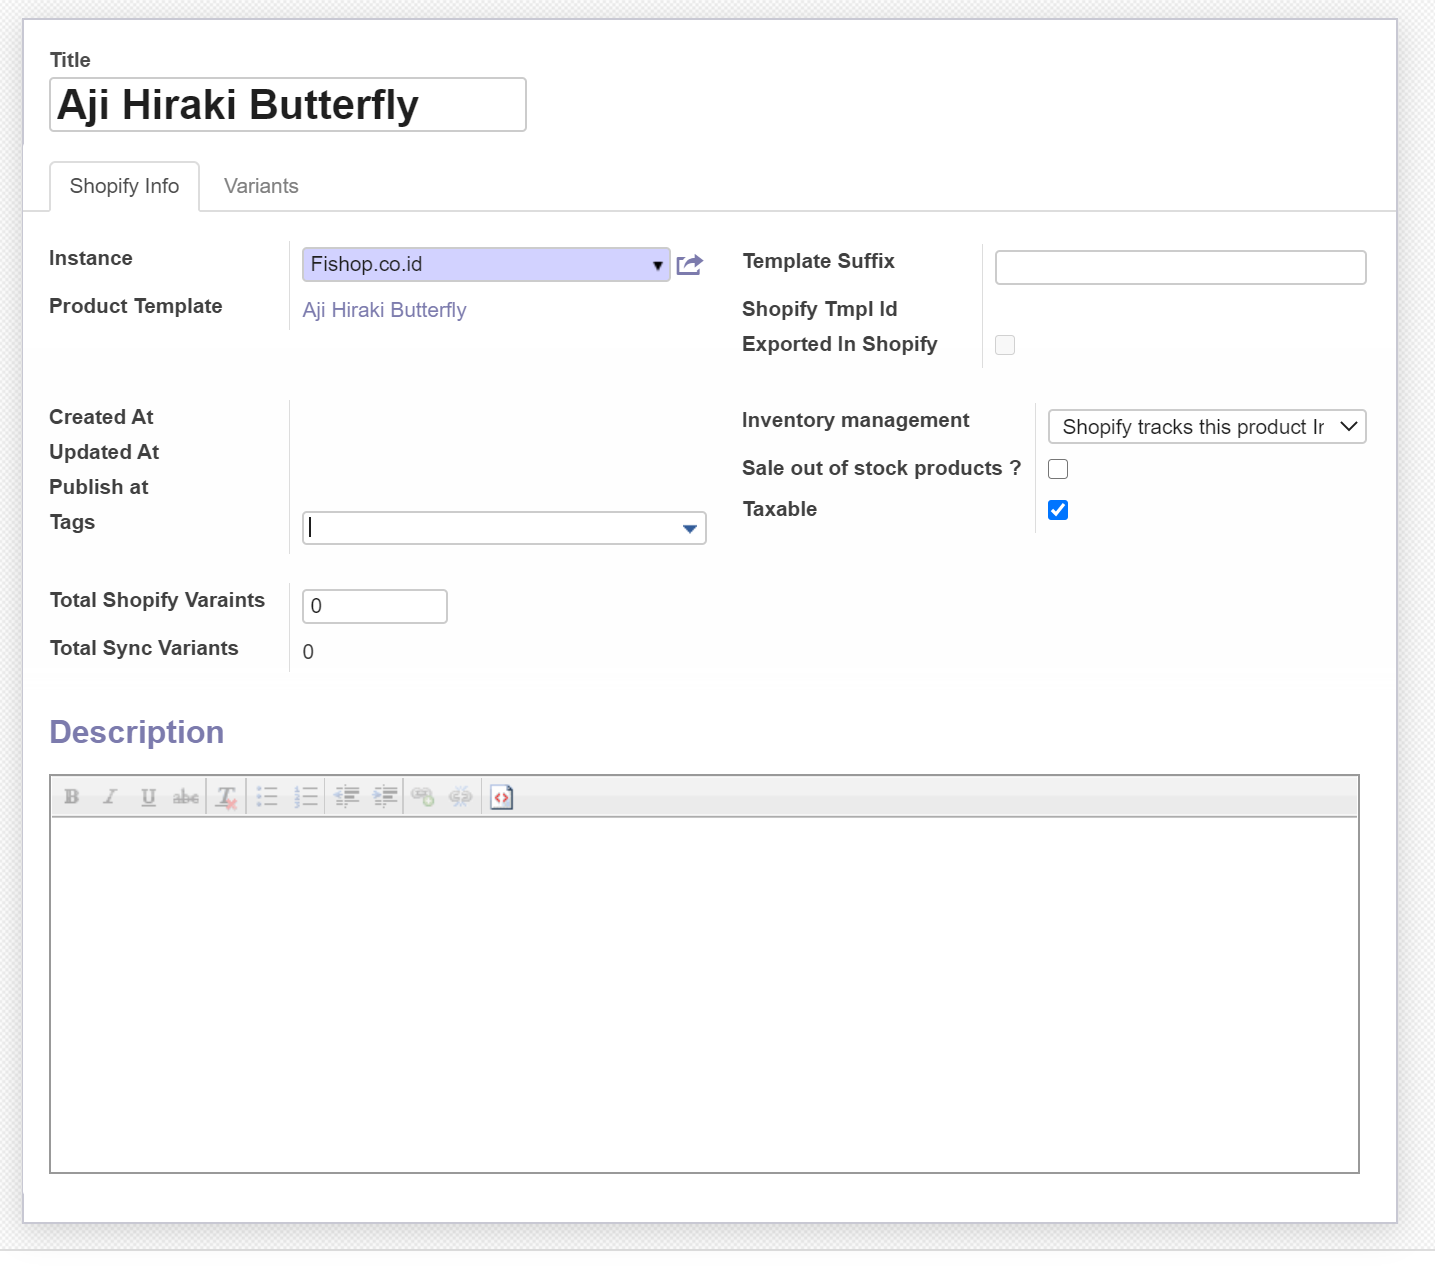 Title
Aji Hiraki Butterfly
Shopify Info
Variants
Instance
Fishop.co.id
Product Template
Aji Hiraki Butterfly
Template Suffix
Shopify Tmpl Id
Exported In Shopify
Created At
Updated At
Publish at
Tags
Inventory management
Shopify tracks this product Ir
Sale out of stock products ?
Taxable
Total Shopify Varaints
0
Total Sync Variants
0
Description
B I U abc T